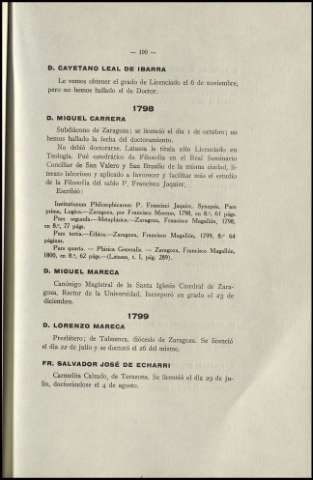 — 100 —
D. CAYETANO LEAL DE IBARRA
Le vemos obtener el grado de Licenciado el 6 de noviembre,
pero no hemos hallado el de Doctor.
1798
D. MIGUEL CARRERA
Subdiácono de Zaragoza; se licenció el día 1 de octubre; no
hemos hallado la fecha del doctoramiento.
No debió doctorarse. Latassa le titula sólo Licenciado en
Teología. Fué catedrático de Filosofía en el Real Seminario
Conciliar de San Valero y San Braulio de la misma ciudad, li-
terato laborioso y aplicado a favorecer y facilitar más el estudio
de la Filosofía del sabio P. Francisco Jaquier.
Escribió:
Institutionum Philosophicarum P. Francisci Jaquier, Synopsis. Pars
prima, Logica.—Zaragoza, por Francisco Magallón, 1798, en 8.º, 61 págs.
Pars segunda.—Metaphisica.—Zaragoza, Francisco Magallón, 1798,
en 8.º, 77 págs.
Pars tertia.—Ethica.—Zaragoza, Francisco Magallón, 1799, 8.º 64
páginas.
Pars quarta. — Phisica Generalis. — Zaragoza, Francisco Magallón,
1800, en 8.º, 62 págs.—(Latassa, t. I, pág. 289).
D. MIGUEL MARECA
Canónigo Magistral de la Santa Iglesia Catedral de Zara-
goza, Rector de la Universidad. Incorporó su grado el 23 de
diciembre.
1799
D. LORENZO MARECA
Presbítero; de Tabuenca, diócesis de Zaragoza. Se licenció
el día 22 de julio y se doctoró el 26 del mismo.
FR. SALVADOR JOSÉ DE ECHARRI
Carmelita Calzado, de Tarazona. Se licenció el día 29 de ju-
lio, doctorándose el 4 de agosto.